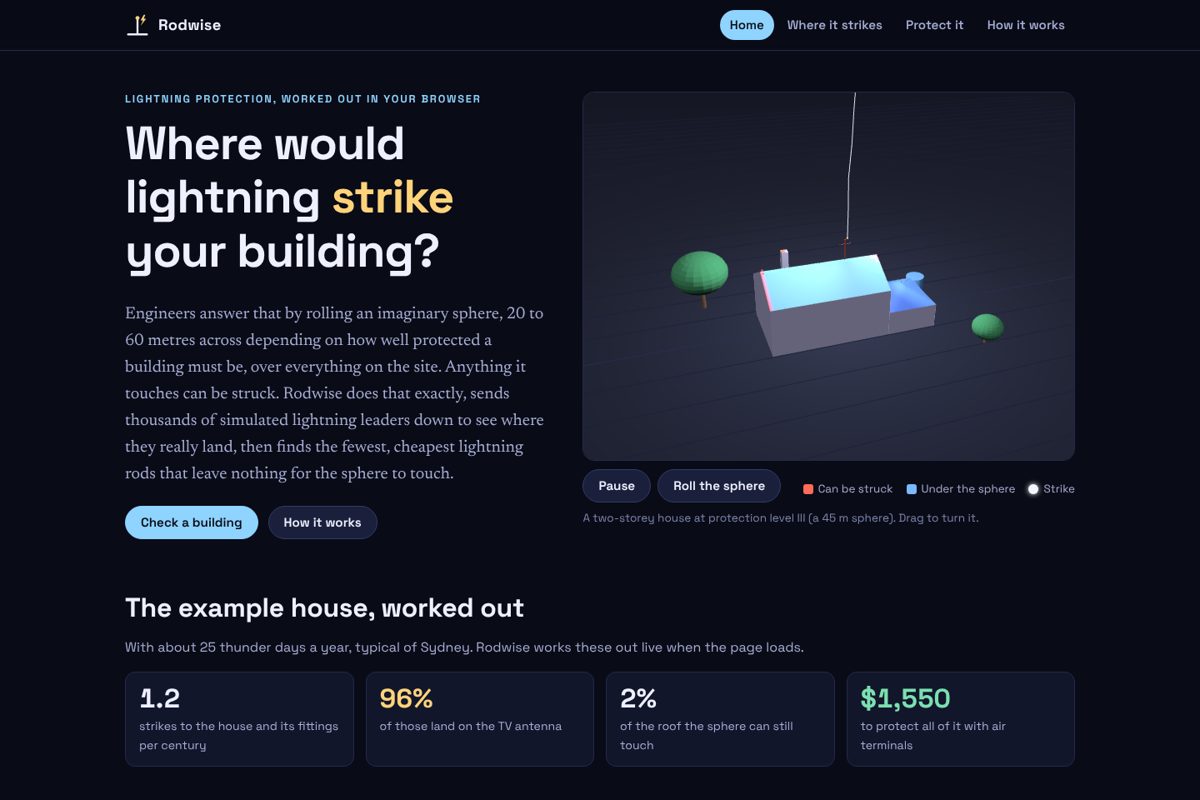 Rodwise
Home
Where it strikes
Protect it
How it works
LIGHTNING PROTECTION, WORKED OUT IN YOUR BROWSER
Where would
lightning strike
your building?
Engineers answer that by rolling an imaginary sphere, 20 to
60 metres across depending on how well protected a
building must be, over everything on the site. Anything it
touches can be struck. Rodwise does that exactly, sends
thousands of simulated lightning leaders down to see where
they really land, then finds the fewest, cheapest lightning
rods that leave nothing for the sphere to touch.
Check a building
How it works
Pause
Roll the sphere
Can be struck
Under the sphere
Strike
A two-storey house at protection level III (a 45 m sphere). Drag to turn it.
The example house, worked out
With about 25 thunder days a year, typical of Sydney. Rodwise works these out live when the page loads.
1.2
strikes to the house and its fittings
per century
96%
of those land on the TV antenna
2%
of the roof the sphere can still
touch
$1,550
to protect all of it with air
terminals